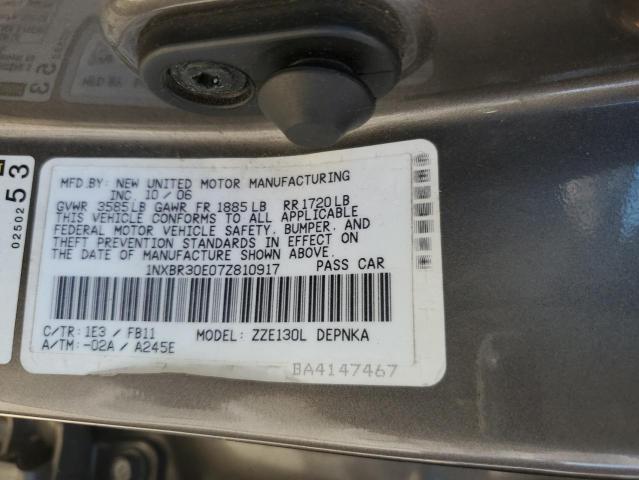 MFD.BY: NEW UNITED MOTOR MANUFACTURING
INC. 10/06
GVWR 3585LB GAWR FR 1885LB RR1720LB
THIS VEHICLE CONFORMS TO ALL APPLICABLE
FEDERAL MOTOR VEHICLE SAFETY, BUMPER, AND
THEFT PREVENTION STANDARDS IN EFFECT ON
THE DATE OF MANUFACTURE SHOWN ABOVE.
1NXBR30E07Z810917 PASS CAR
C/TR: 1E3 / FB11 MODEL: ZZE130L DEPNKA
A/TM: -02A / A245E
BA4147467
02502
53